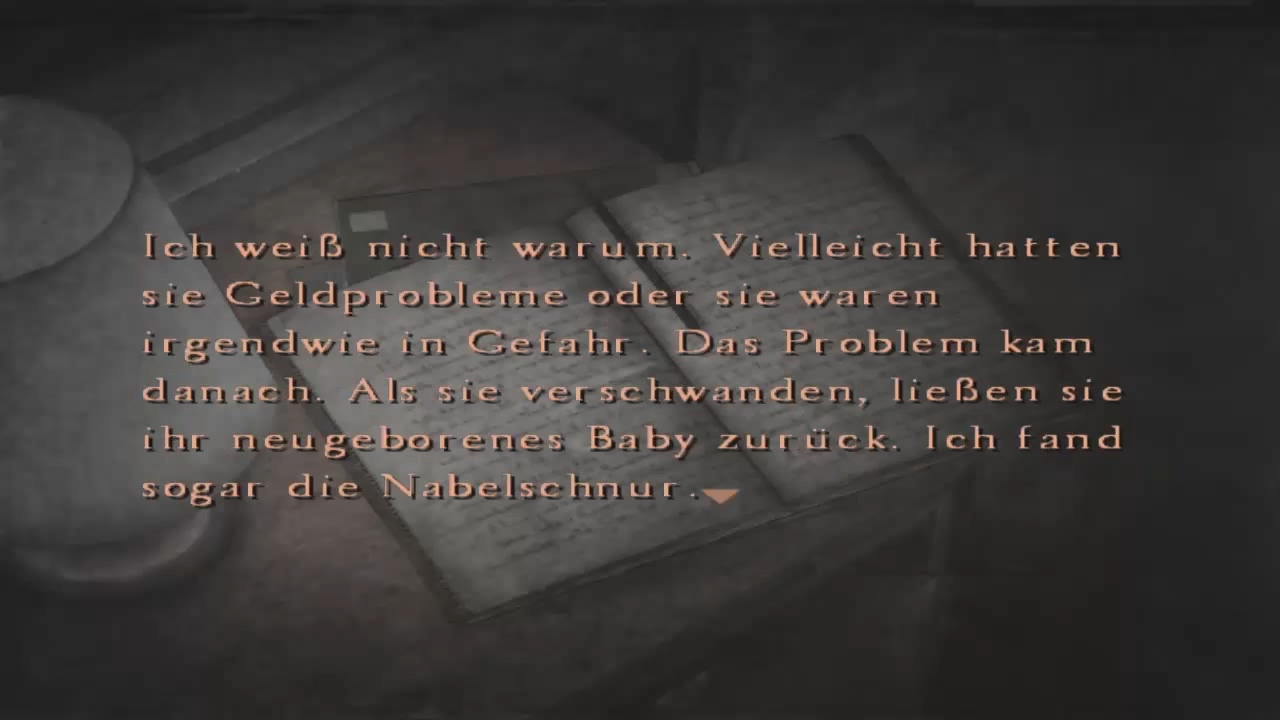 Ich weiß nicht warum. Vielleicht hatten
sie Geldprobleme oder sie waren
irgendwie in Gefahr. Das Problem kam
danach. Als sie verschwanden, ließen sie
ihr neugeborenes Baby zurück. Ich fand
sogar die Nabelschnur.